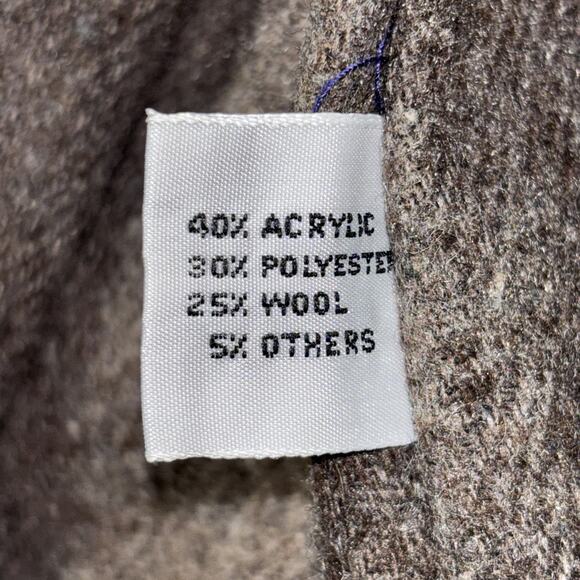 40% ACRYLIC
30% POLYESTER
25% WOOL
5% OTHERS